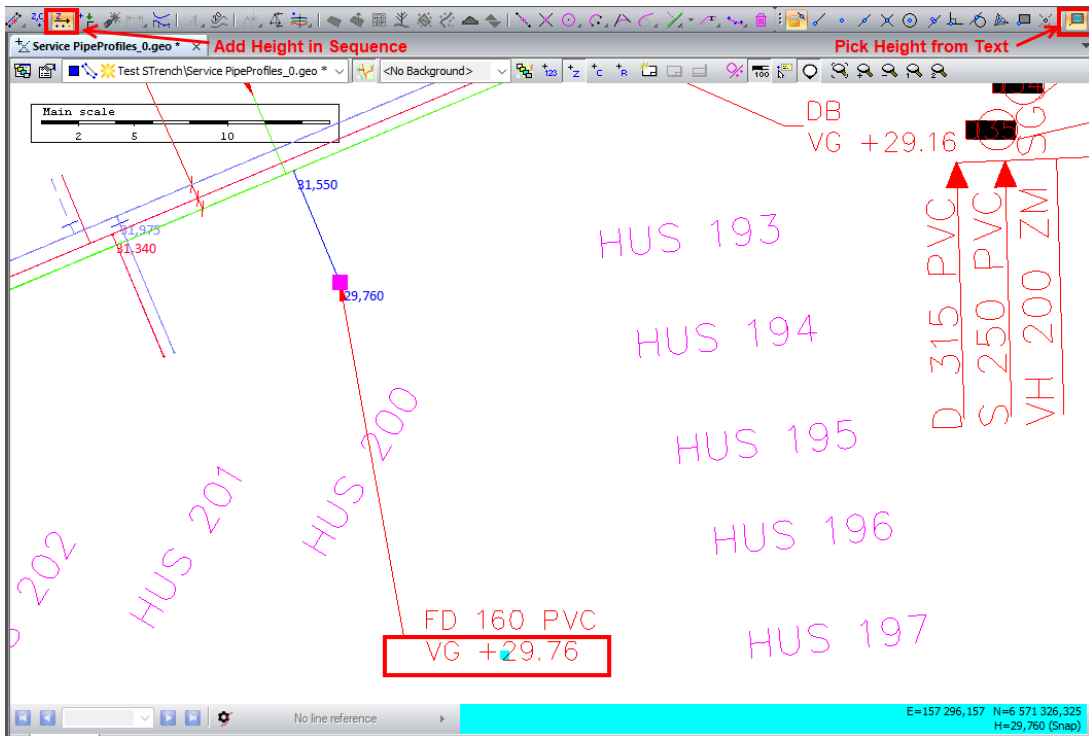 Service PipeProfiles_0.geo *
Add Height in Sequence
Pick Height from Text
Test STrench\Service PipeProfiles_0.geo *
<No Background>
123
z
c
R
100
Main scale
2 5 10
DB
VG +29.16
31,550
31,975
31.340
29,760
HUS 193
HUS 194
HUS 195
HUS 196
HUS 197
HUS 200
HUS 201
202
D 315 PVC
S 250 PVC
VH 200 ZM
FD 160 PVC
VG +29.76
No line reference
E=157 296,157 N=6 571 326,325
H=29,760 (Snap)